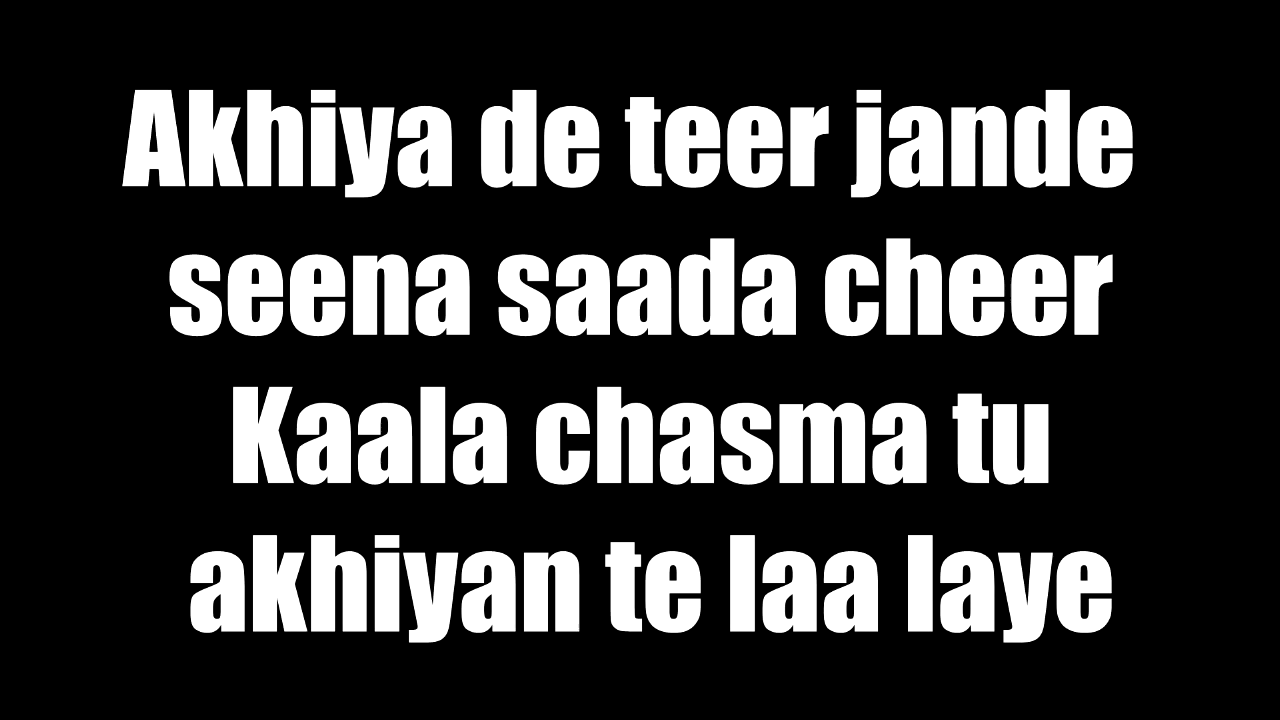 Akhiya de teer jande
seena saada cheer
Kaala chasma tu
akhiyan te laa laye